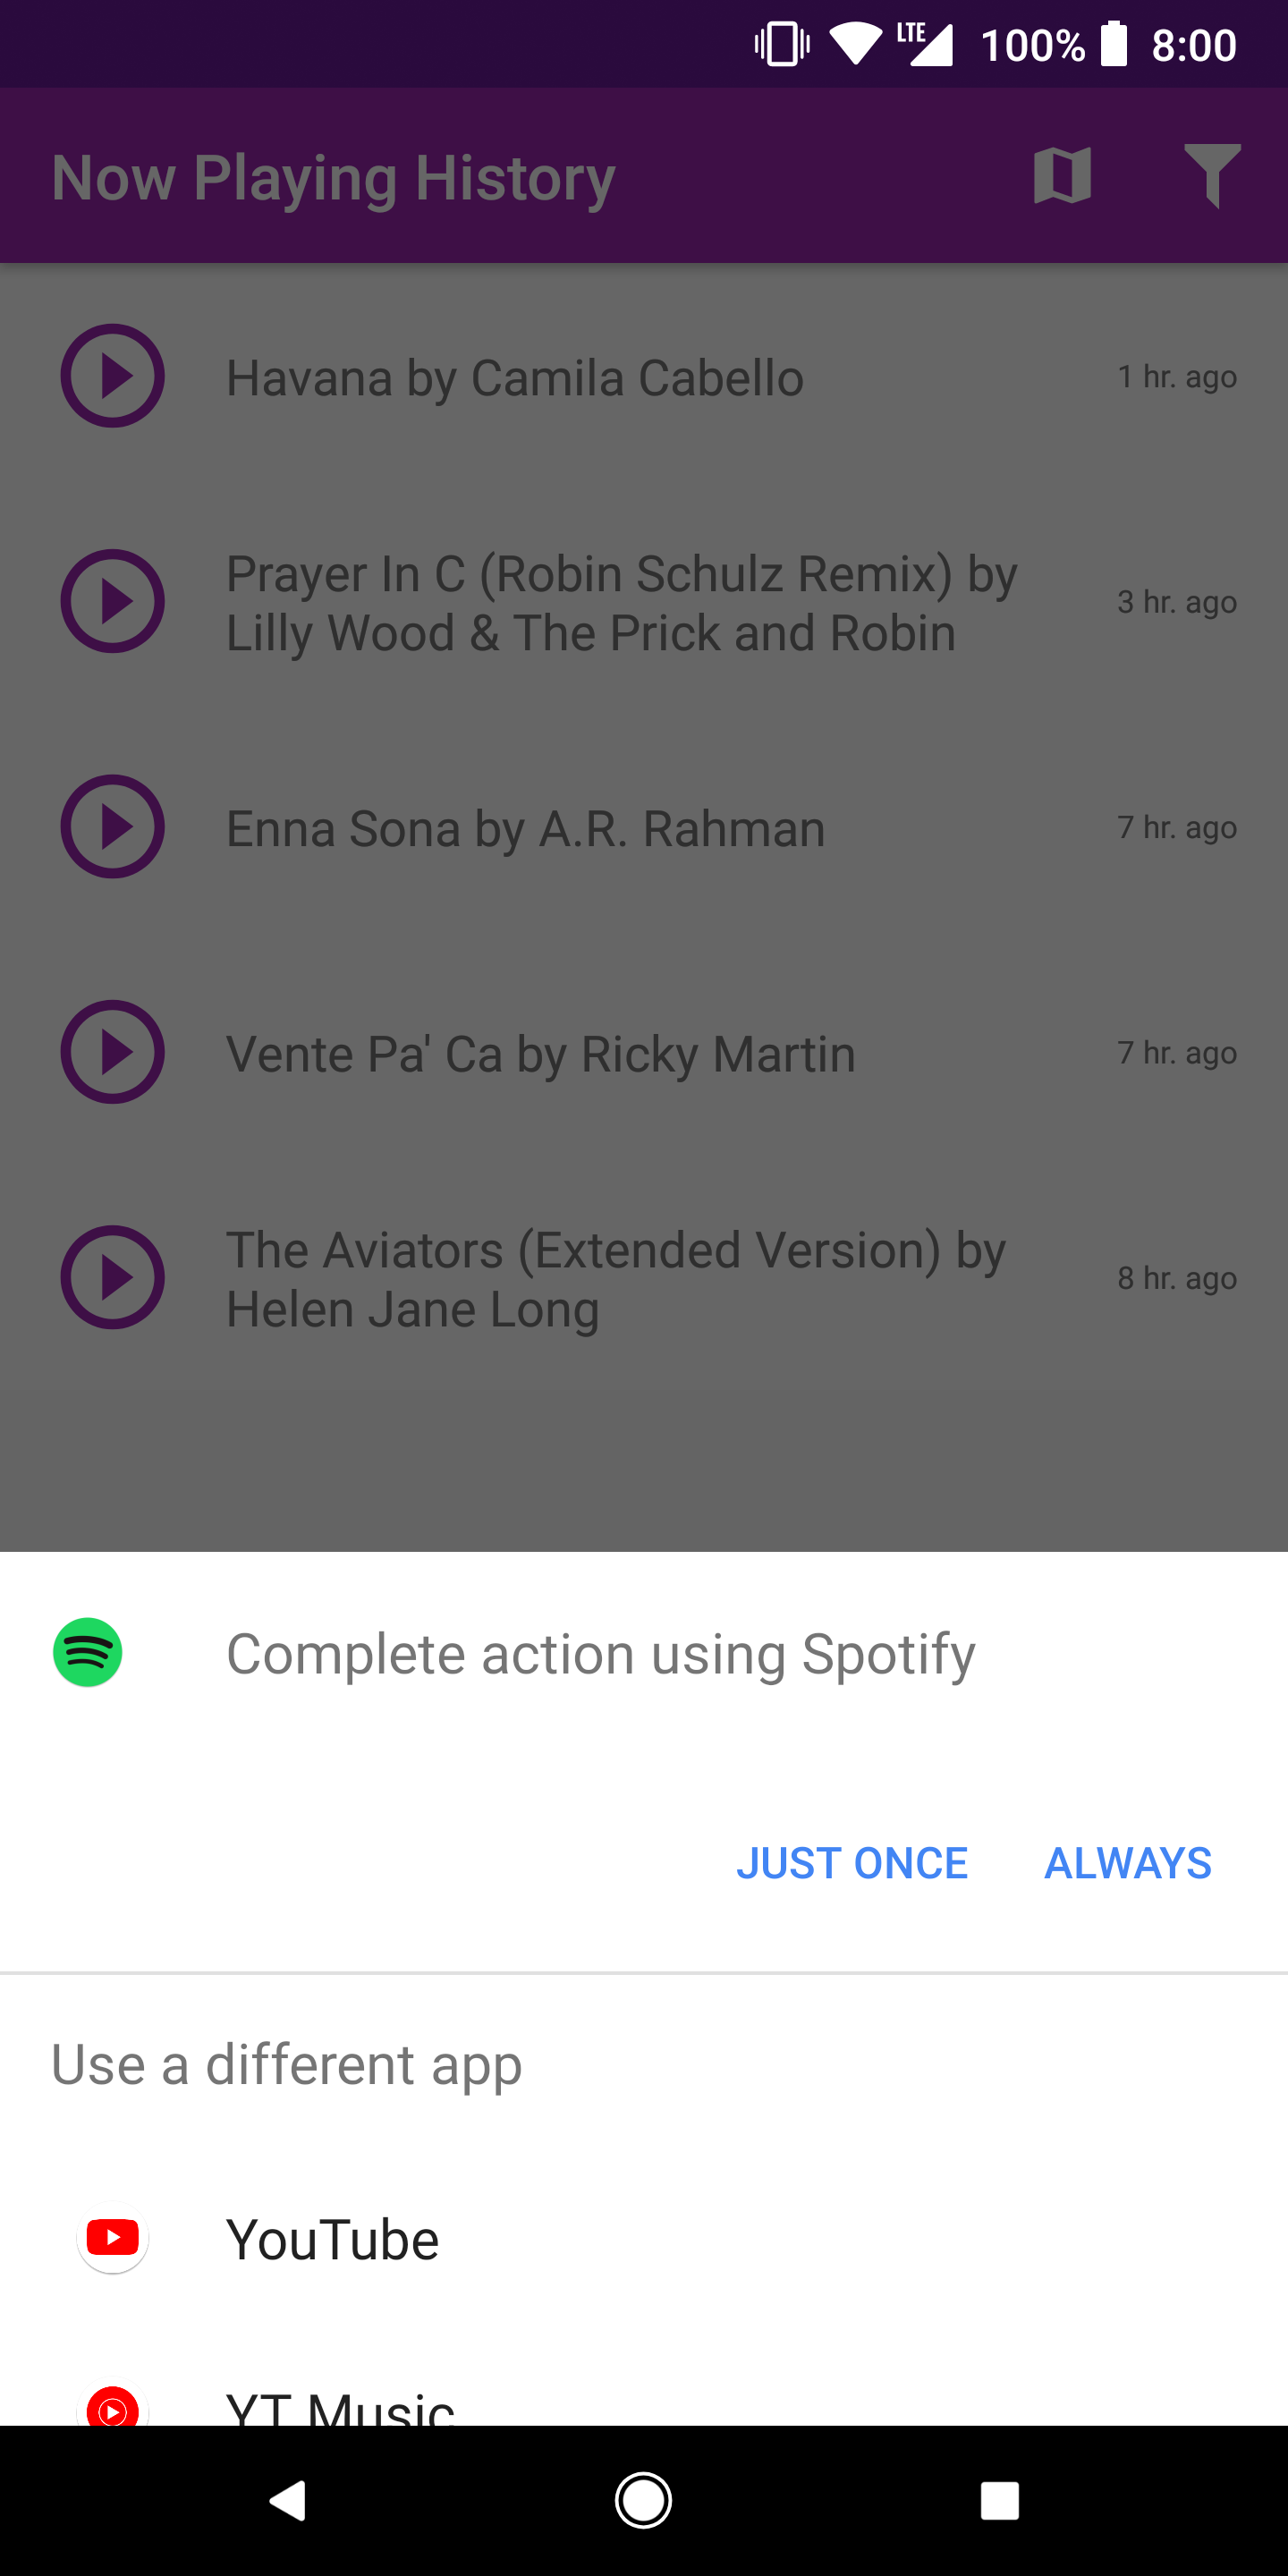 LTE 100% 8:00
Now Playing History
Havana by Camila Cabello
1 hr. ago
Prayer In C (Robin Schulz Remix) by
Lilly Wood & The Prick and Robin
3 hr. ago
Enna Sona by A.R. Rahman
7 hr. ago
Vente Pa' Ca by Ricky Martin
7 hr. ago
The Aviators (Extended Version) by
Helen Jane Long
8 hr. ago
Complete action using Spotify
JUST ONCE ALWAYS
Use a different app
YouTube
YT Music